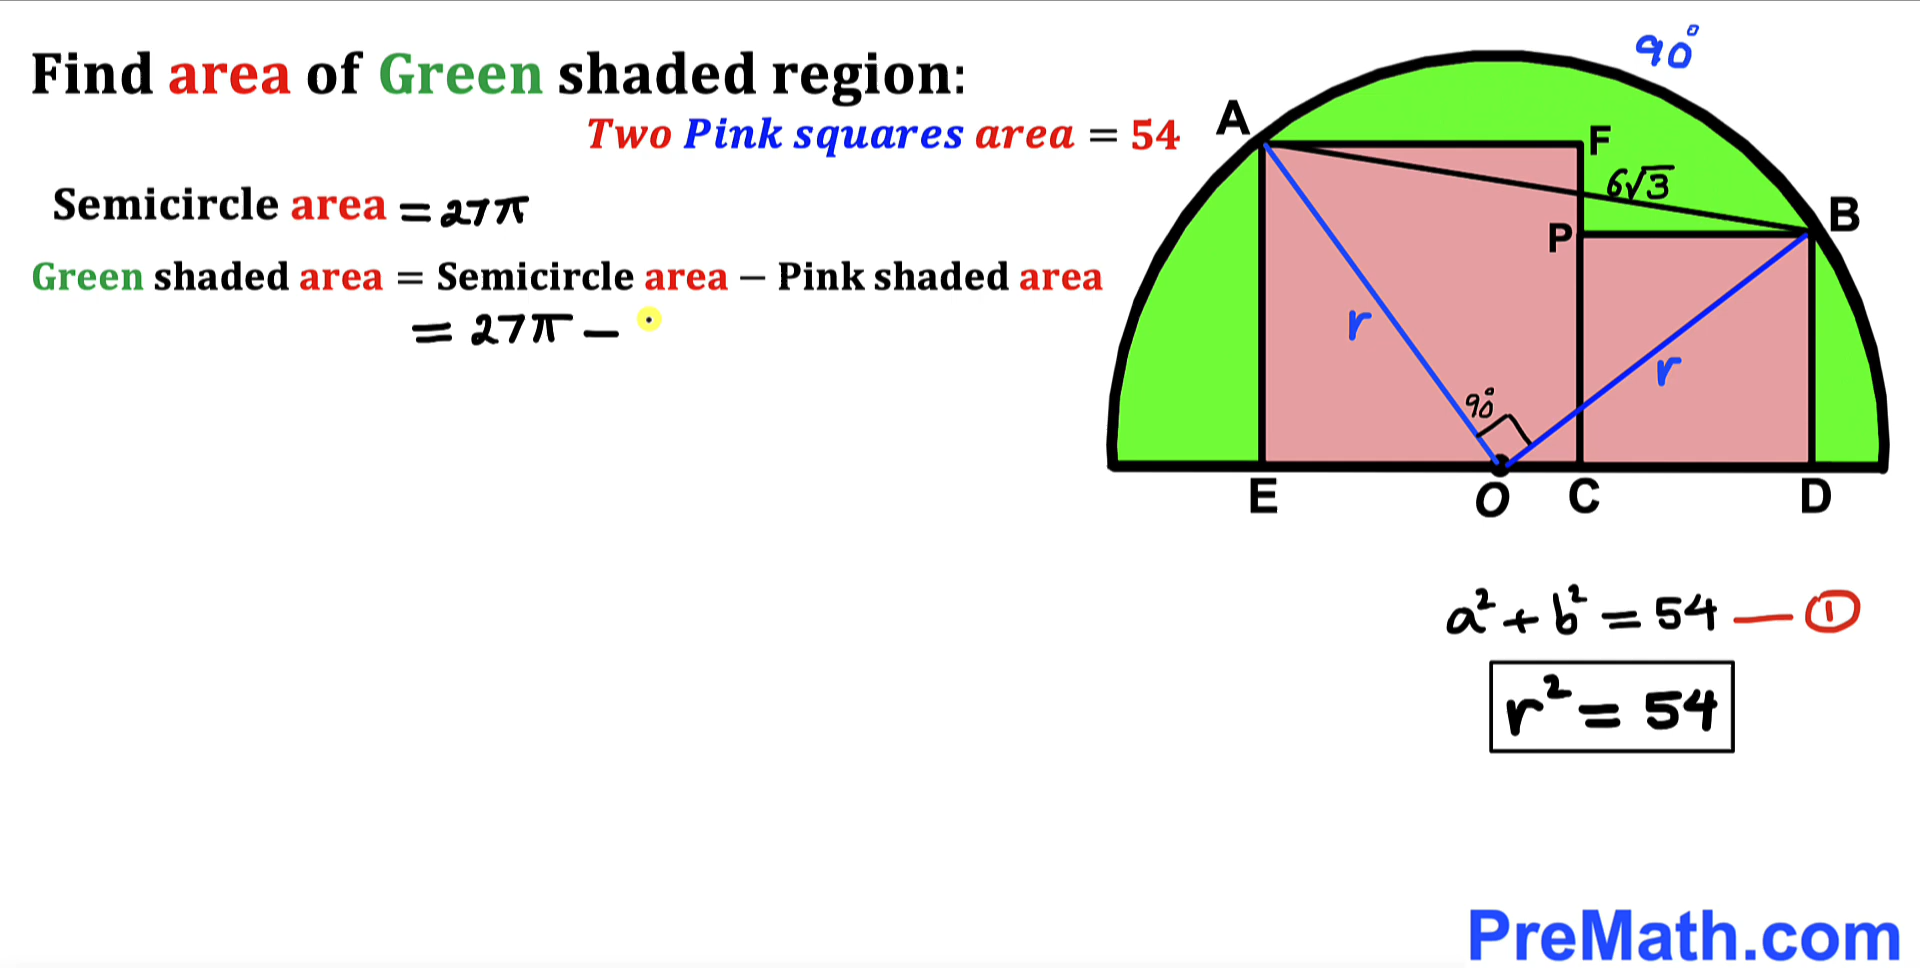 Find area of Green shaded region:
Two Pink squares area = 54
Semicircle area = 27π
Green shaded area = Semicircle area − Pink shaded area
= 27π −
90°
A
F
6√3
B
P
r
r
90°
E
O
C
D
a² + b² = 54 — ①
r² = 54
PreMath.com